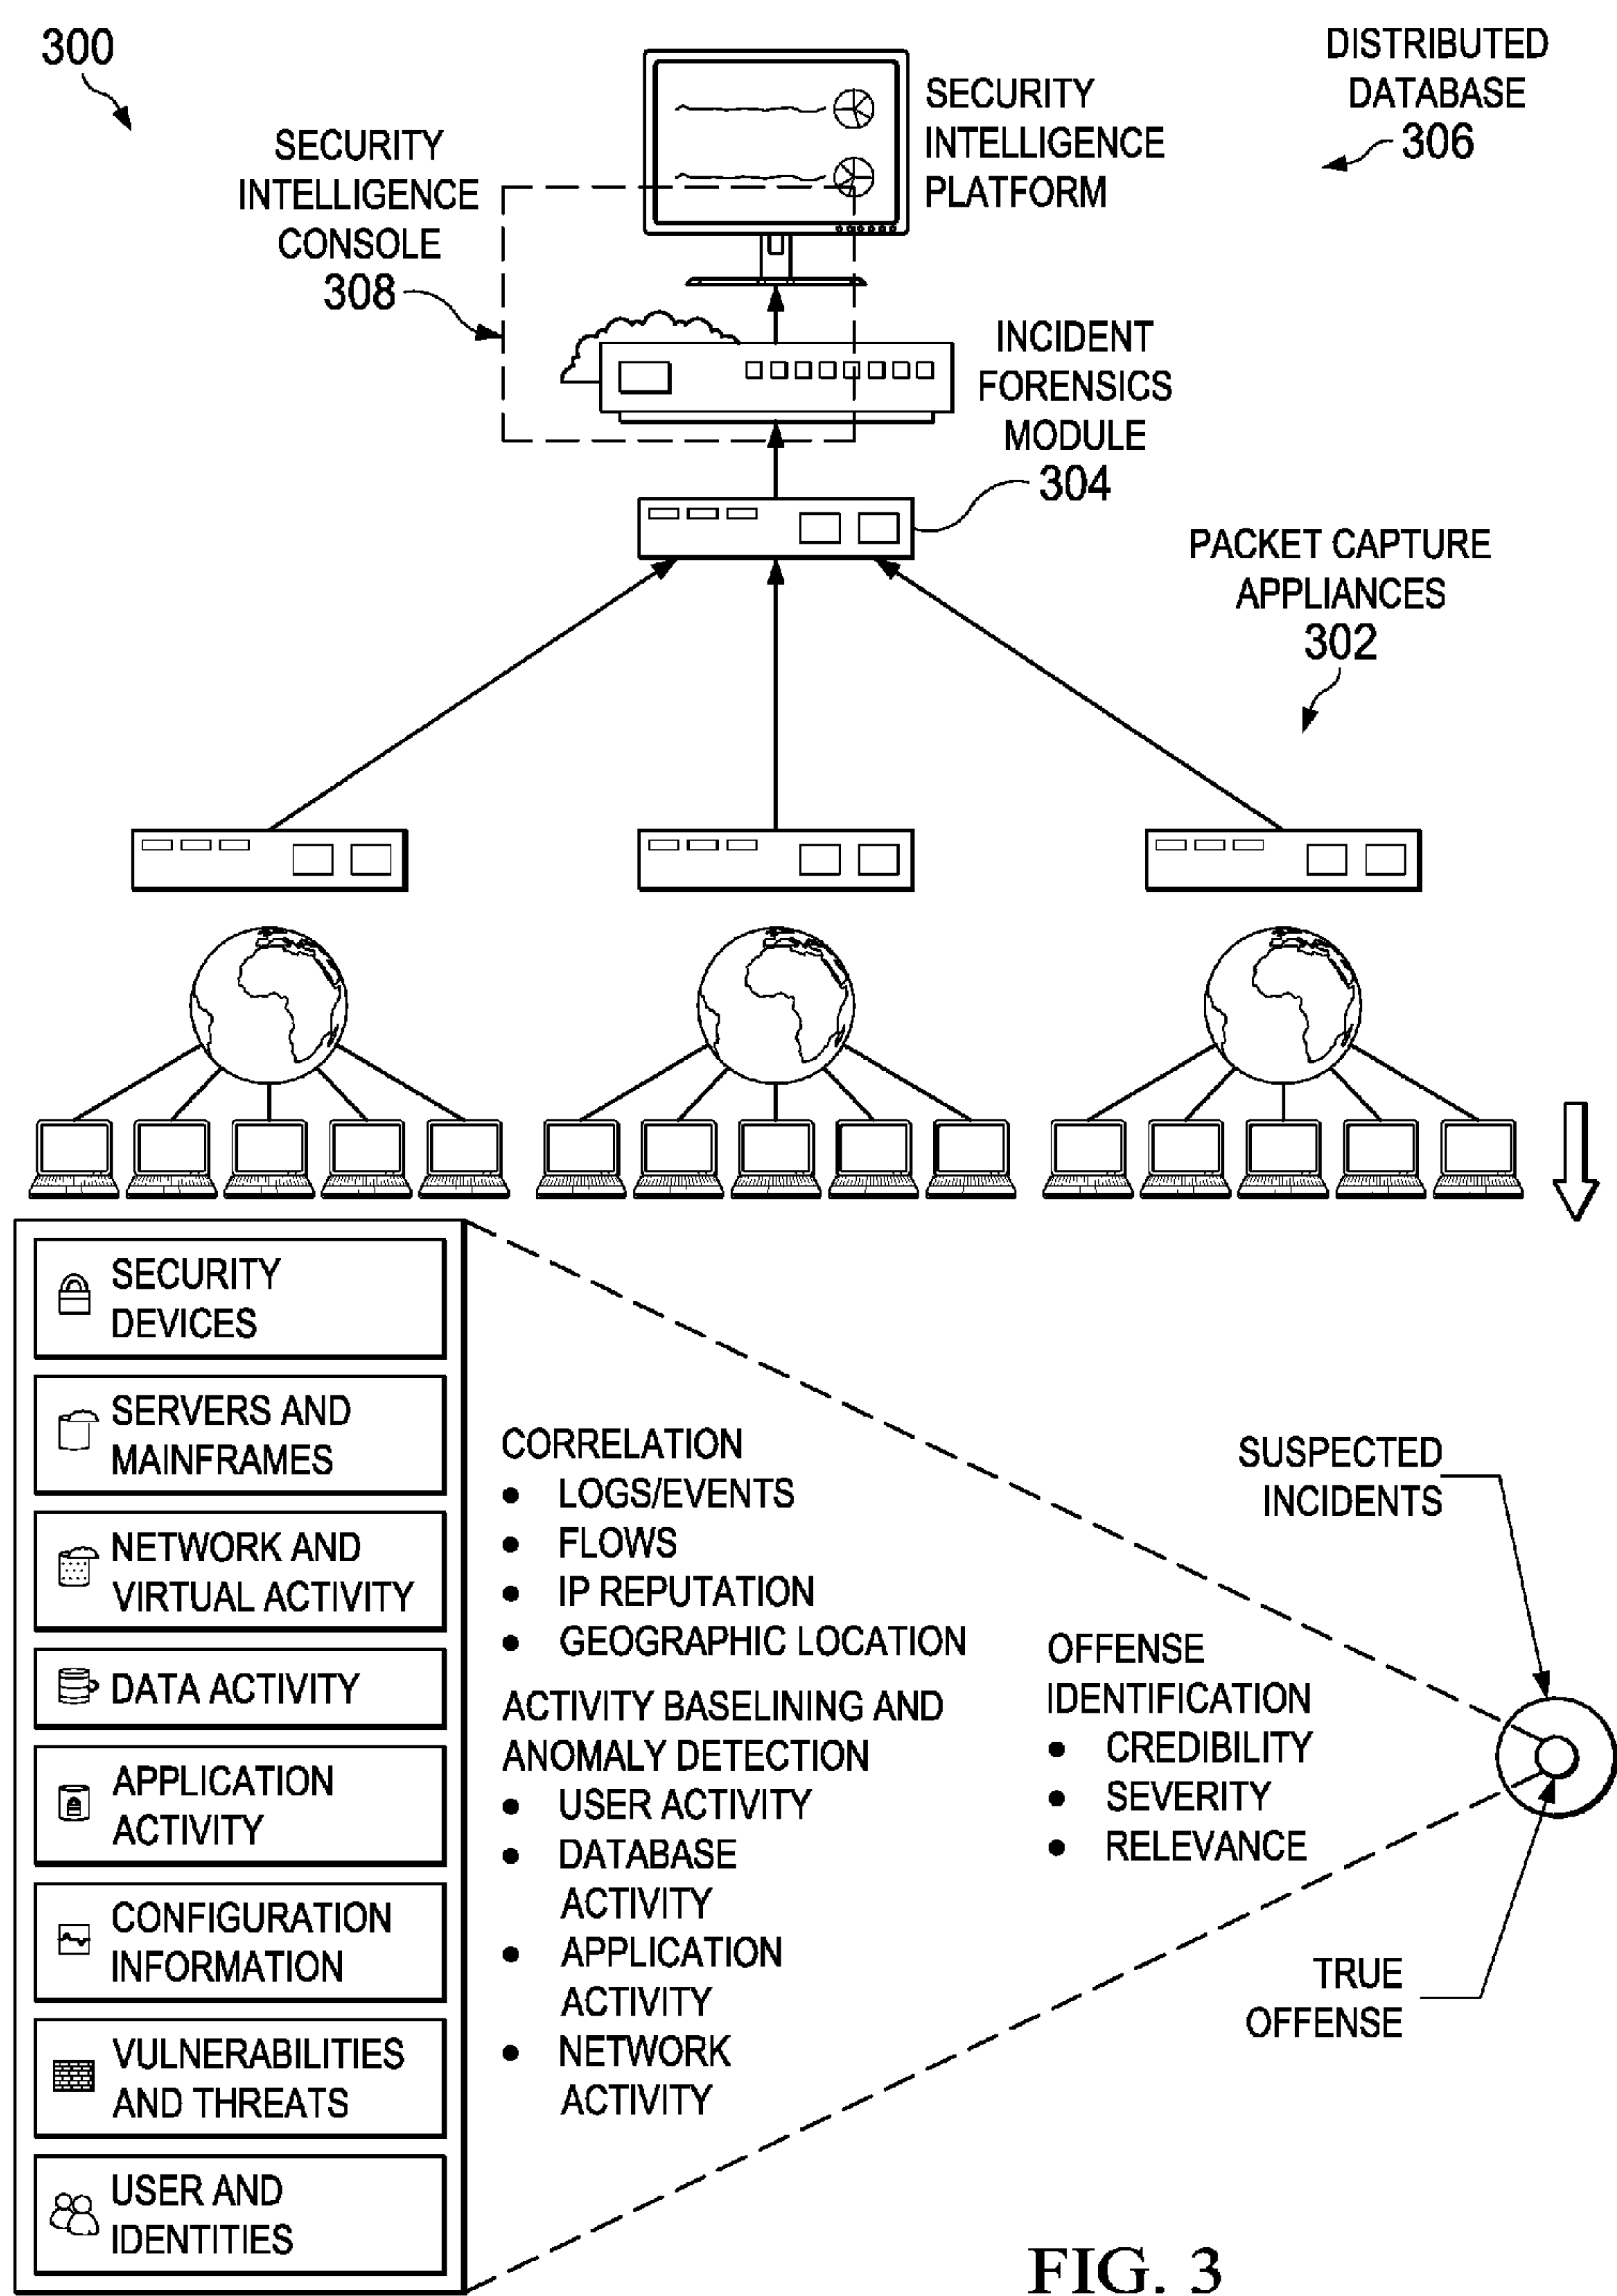 300
DISTRIBUTED
DATABASE
306
SECURITY
INTELLIGENCE
PLATFORM
SECURITY
INTELLIGENCE
CONSOLE
308
INCIDENT
FORENSICS
MODULE
304
PACKET CAPTURE
APPLIANCES
302
SECURITY
DEVICES
SERVERS AND
MAINFRAMES
NETWORK AND
VIRTUAL ACTIVITY
DATA ACTIVITY
APPLICATION
ACTIVITY
CONFIGURATION
INFORMATION
VULNERABILITIES
AND THREATS
USER AND
IDENTITIES
CORRELATION
• LOGS/EVENTS
• FLOWS
• IP REPUTATION
• GEOGRAPHIC LOCATION
ACTIVITY BASELINING AND
ANOMALY DETECTION
• USER ACTIVITY
• DATABASE
ACTIVITY
• APPLICATION
ACTIVITY
• NETWORK
ACTIVITY
OFFENSE
IDENTIFICATION
• CREDIBILITY
• SEVERITY
• RELEVANCE
SUSPECTED
INCIDENTS
TRUE
OFFENSE
FIG. 3